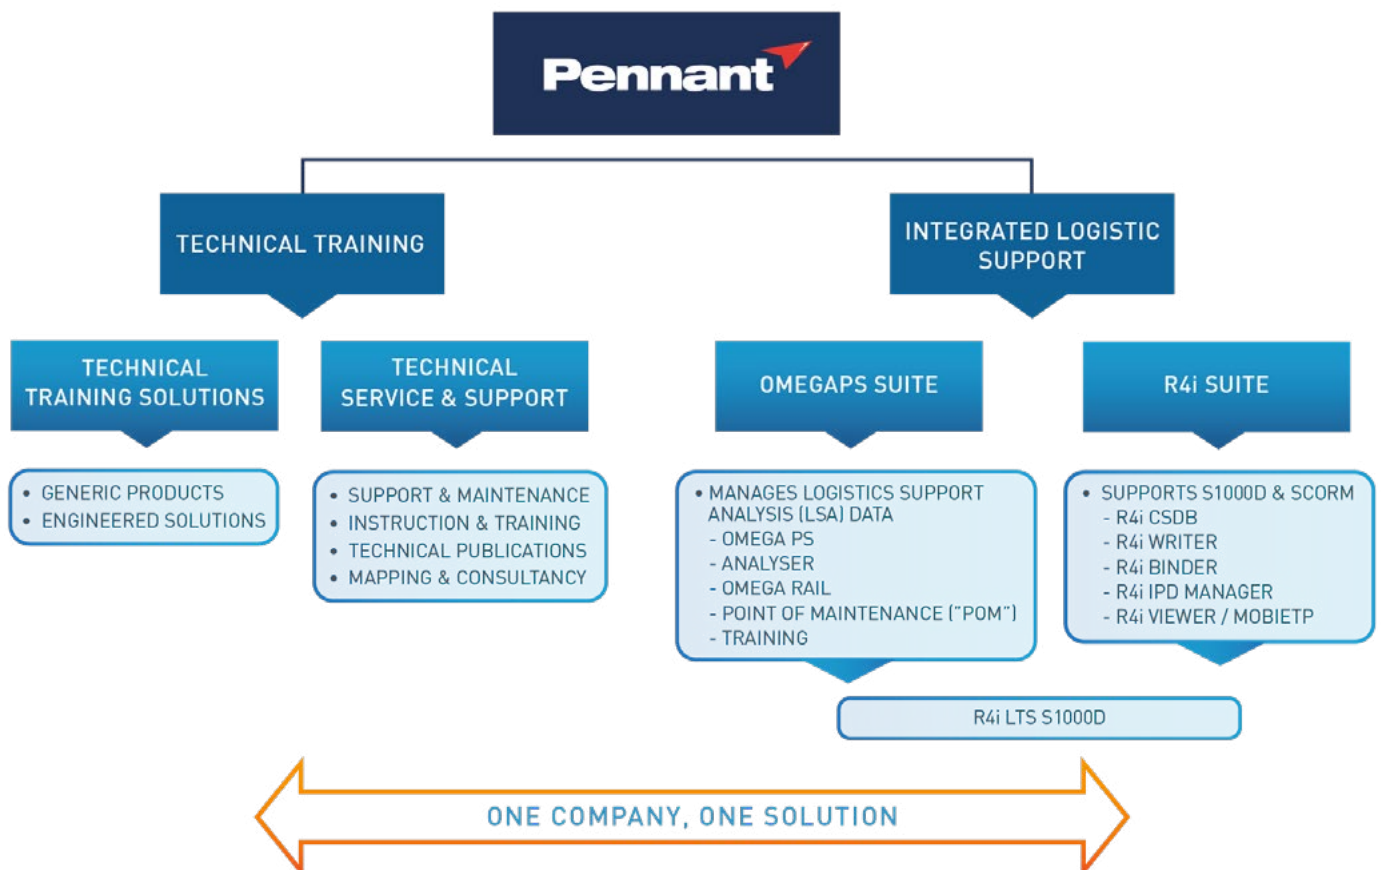 Pennant
TECHNICAL TRAINING
INTEGRATED LOGISTIC
SUPPORT
TECHNICAL
TRAINING SOLUTIONS
• GENERIC PRODUCTS
• ENGINEERED SOLUTIONS
TECHNICAL
SERVICE & SUPPORT
• SUPPORT & MAINTENANCE
• INSTRUCTION & TRAINING
• TECHNICAL PUBLICATIONS
• MAPPING & CONSULTANCY
OMEGAPS SUITE
• MANAGES LOGISTICS SUPPORT
ANALYSIS (LSA) DATA
- OMEGA PS
- ANALYSER
- OMEGA RAIL
- POINT OF MAINTENANCE ("POM")
- TRAINING
R4i SUITE
• SUPPORTS S1000D & SCORM
- R4i CSDB
- R4i WRITER
- R4i BINDER
- R4i IPD MANAGER
- R4i VIEWER / MOBIETP
R4i LTS S1000D
ONE COMPANY, ONE SOLUTION